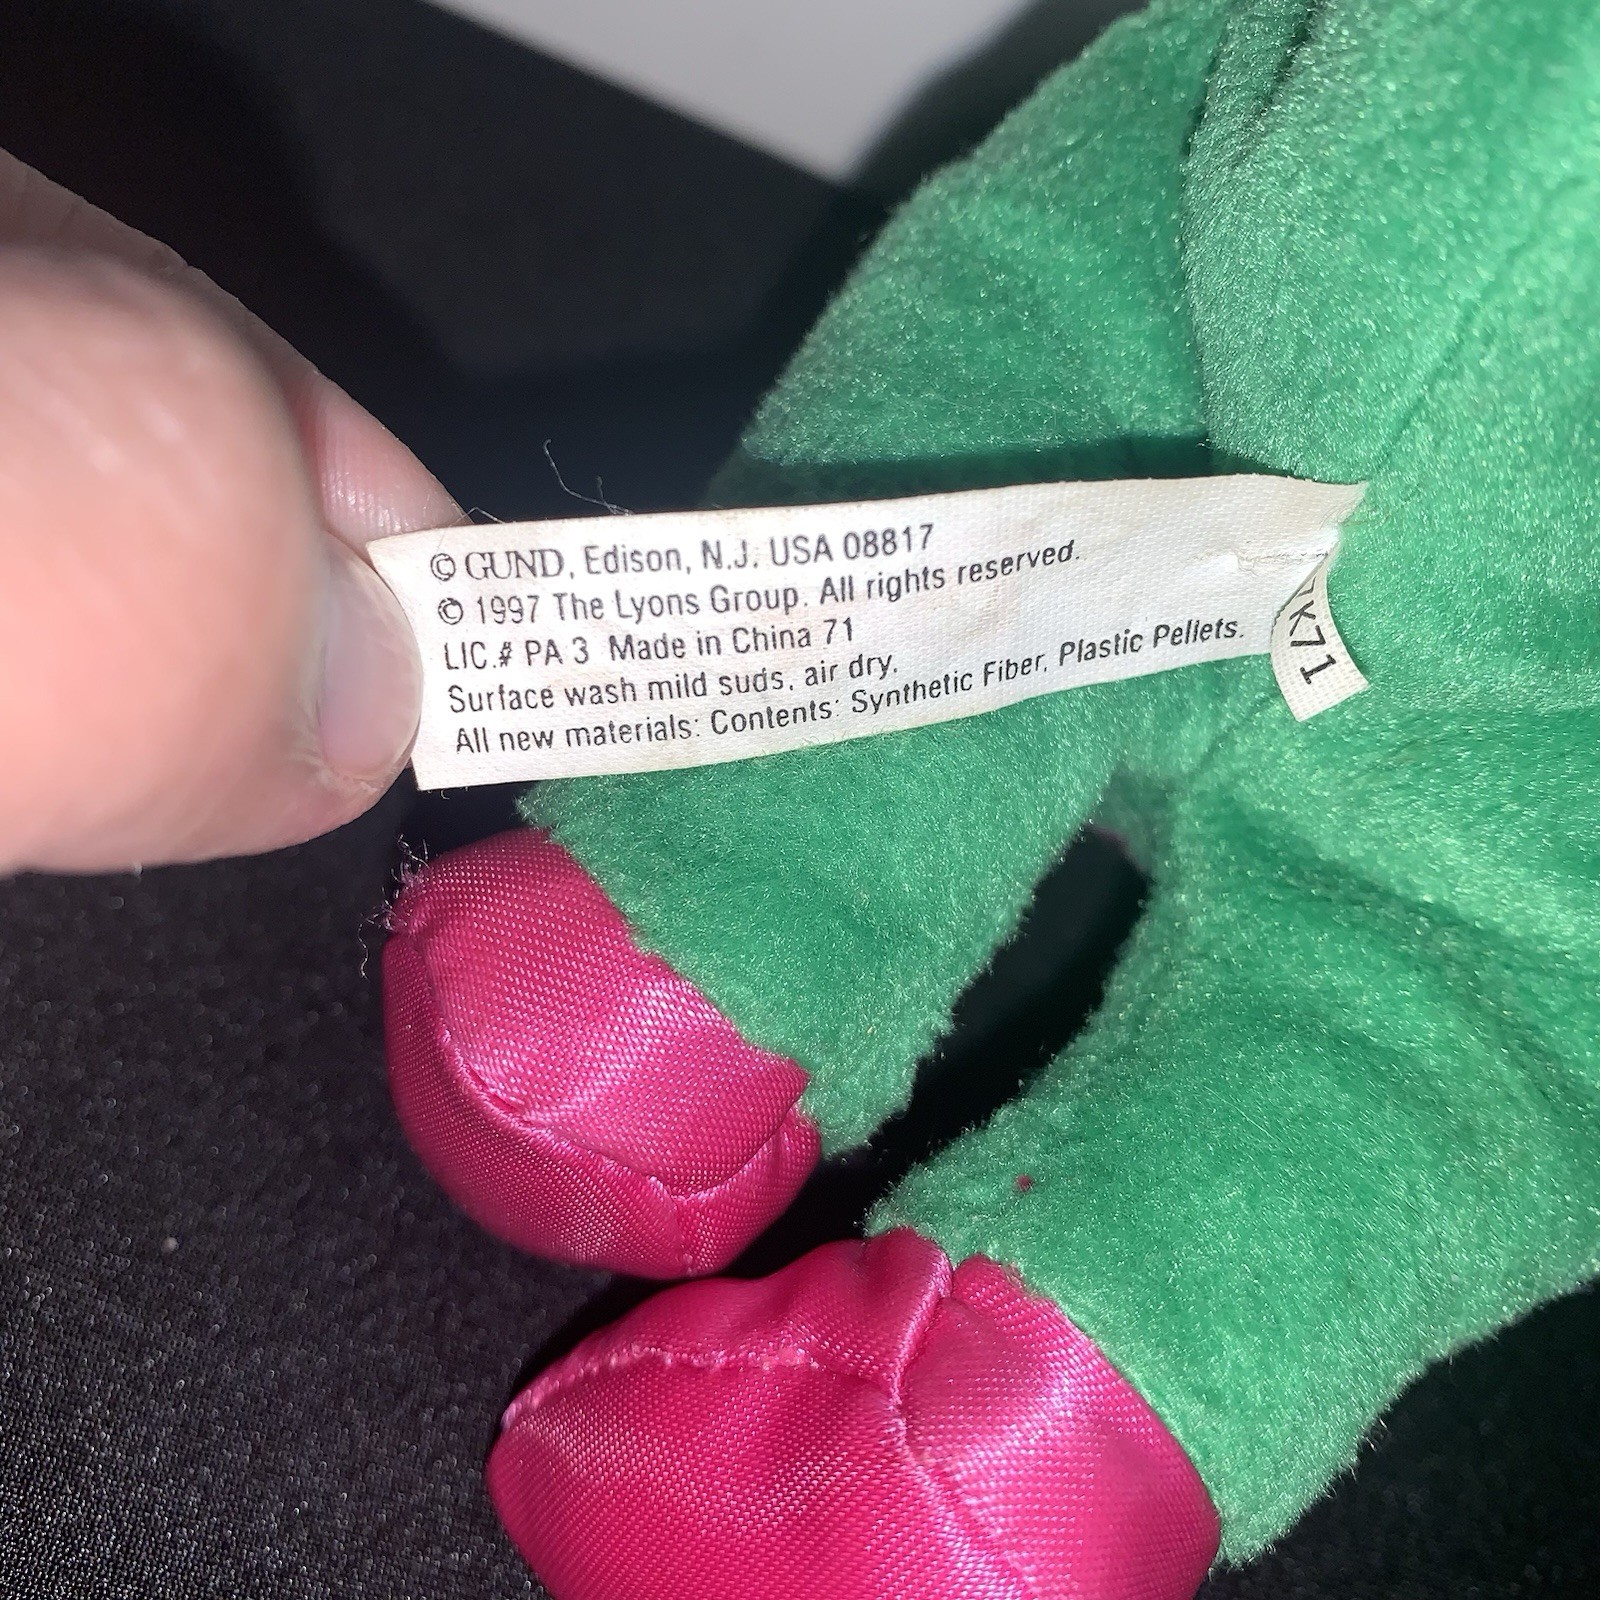 © GUND, Edison, N.J. USA 08817
© 1997 The Lyons Group. All rights reserved.
LIC.# PA 3 Made in China 71
Surface wash mild suds, air dry.
All new materials: Contents: Synthetic Fiber, Plastic Pellets.
K71